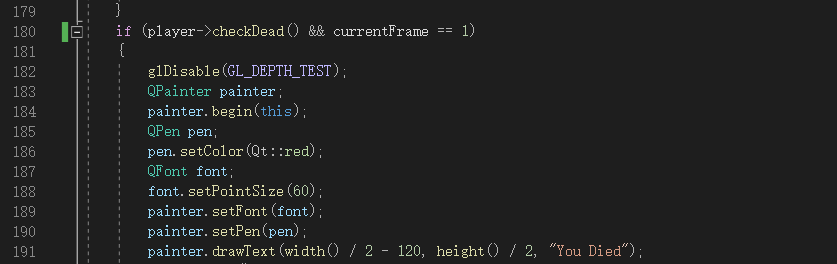 179 }
180 if (player->checkDead() && currentFrame == 1)
181 {
182 glDisable(GL_DEPTH_TEST);
183 QPainter painter;
184 painter.begin(this);
185 QPen pen;
186 pen.setColor(Qt::red);
187 QFont font;
188 font.setPointSize(60);
189 painter.setFont(font);
190 painter.setPen(pen);
191 painter.drawText(width() / 2 - 120, height() / 2, "You Died");